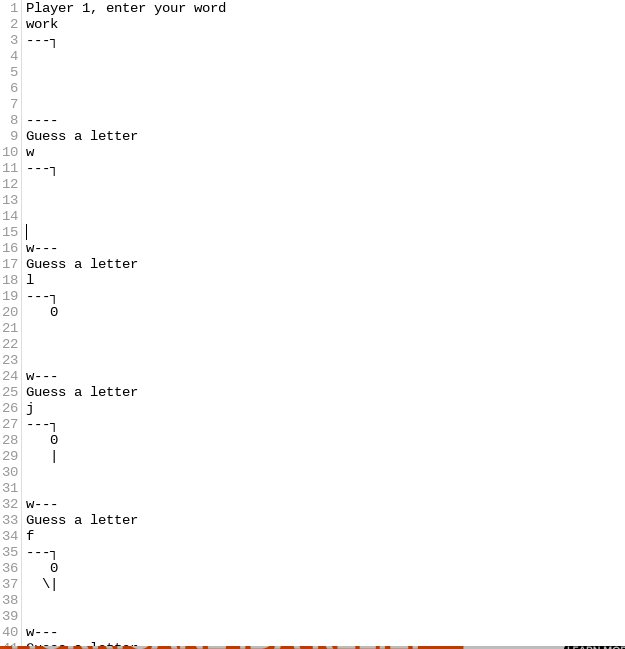 1 Player 1, enter your word
2 work
3 ---┐
4
5
6
7
8 ----
9 Guess a letter
10 w
11 ---┐
12
13
14
15
16 w---
17 Guess a letter
18 l
19 ---┐
20    0
21
22
23
24 w---
25 Guess a letter
26 j
27 ---┐
28    0
29    |
30
31
32 w---
33 Guess a letter
34 f
35 ---┐
36    0
37   \|
38
39
40 w---